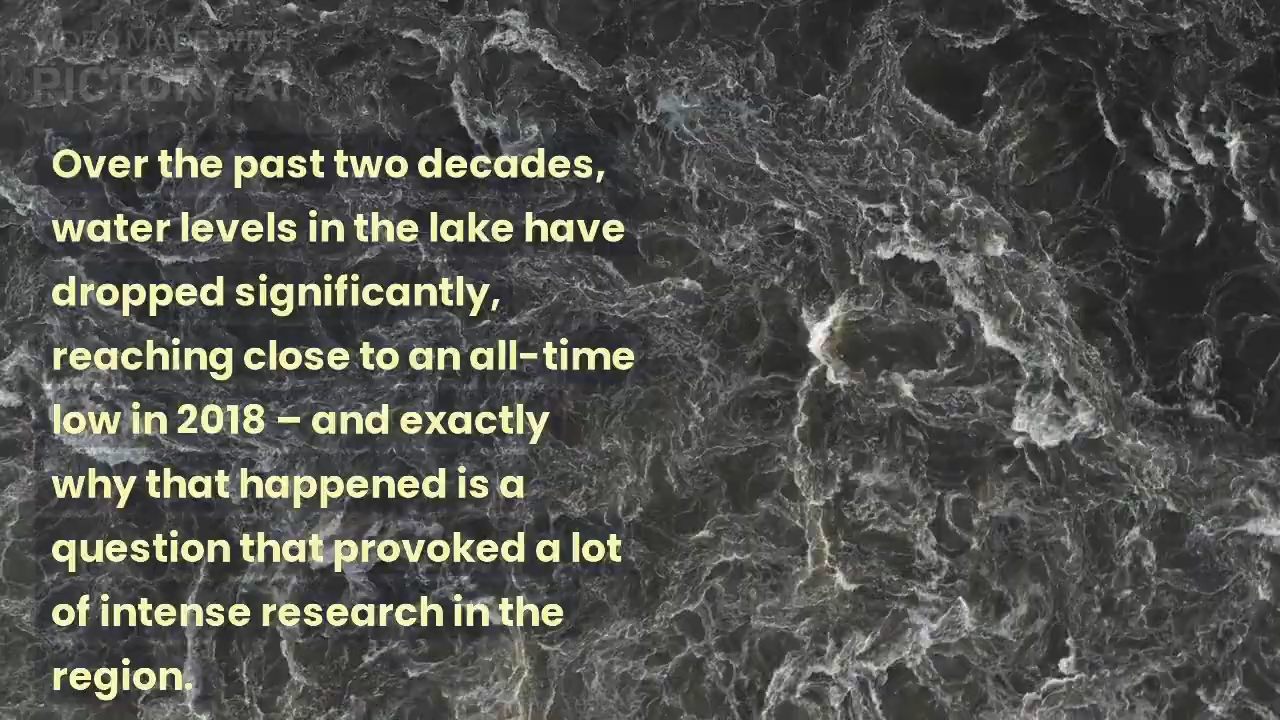 VIDEO MADE WITH
PICTORY.AI
Over the past two decades,
water levels in the lake have
dropped significantly,
reaching close to an all-time
low in 2018 – and exactly
why that happened is a
question that provoked a lot
of intense research in the
region.